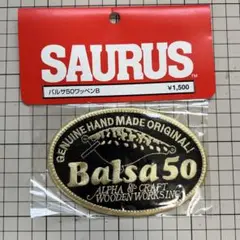 SAURUS
バルサ50ワッペンB
¥1,500
GENUINE HAND MADE ORIGINAL
Balsa50
ALPHA & CRAFT
WOODEN WORKS INC.